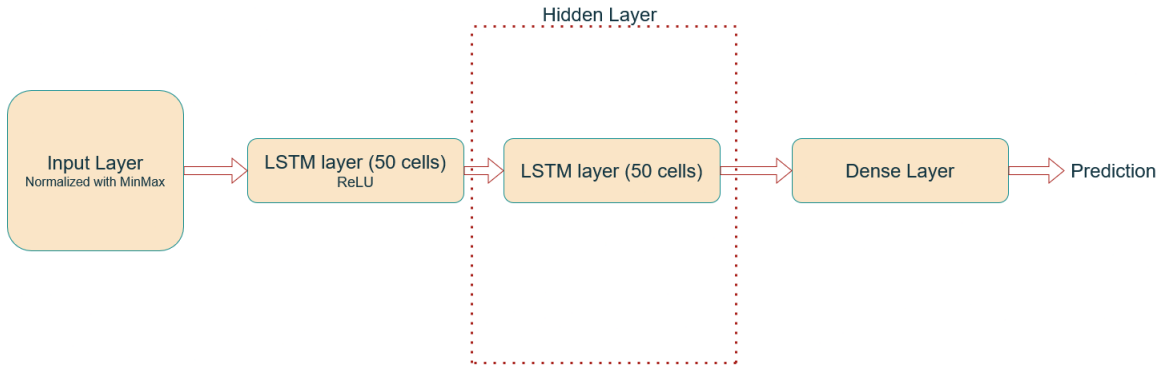 Hidden Layer
Input Layer
Normalized with MinMax
LSTM layer (50 cells)
ReLU
LSTM layer (50 cells)
Dense Layer
Prediction